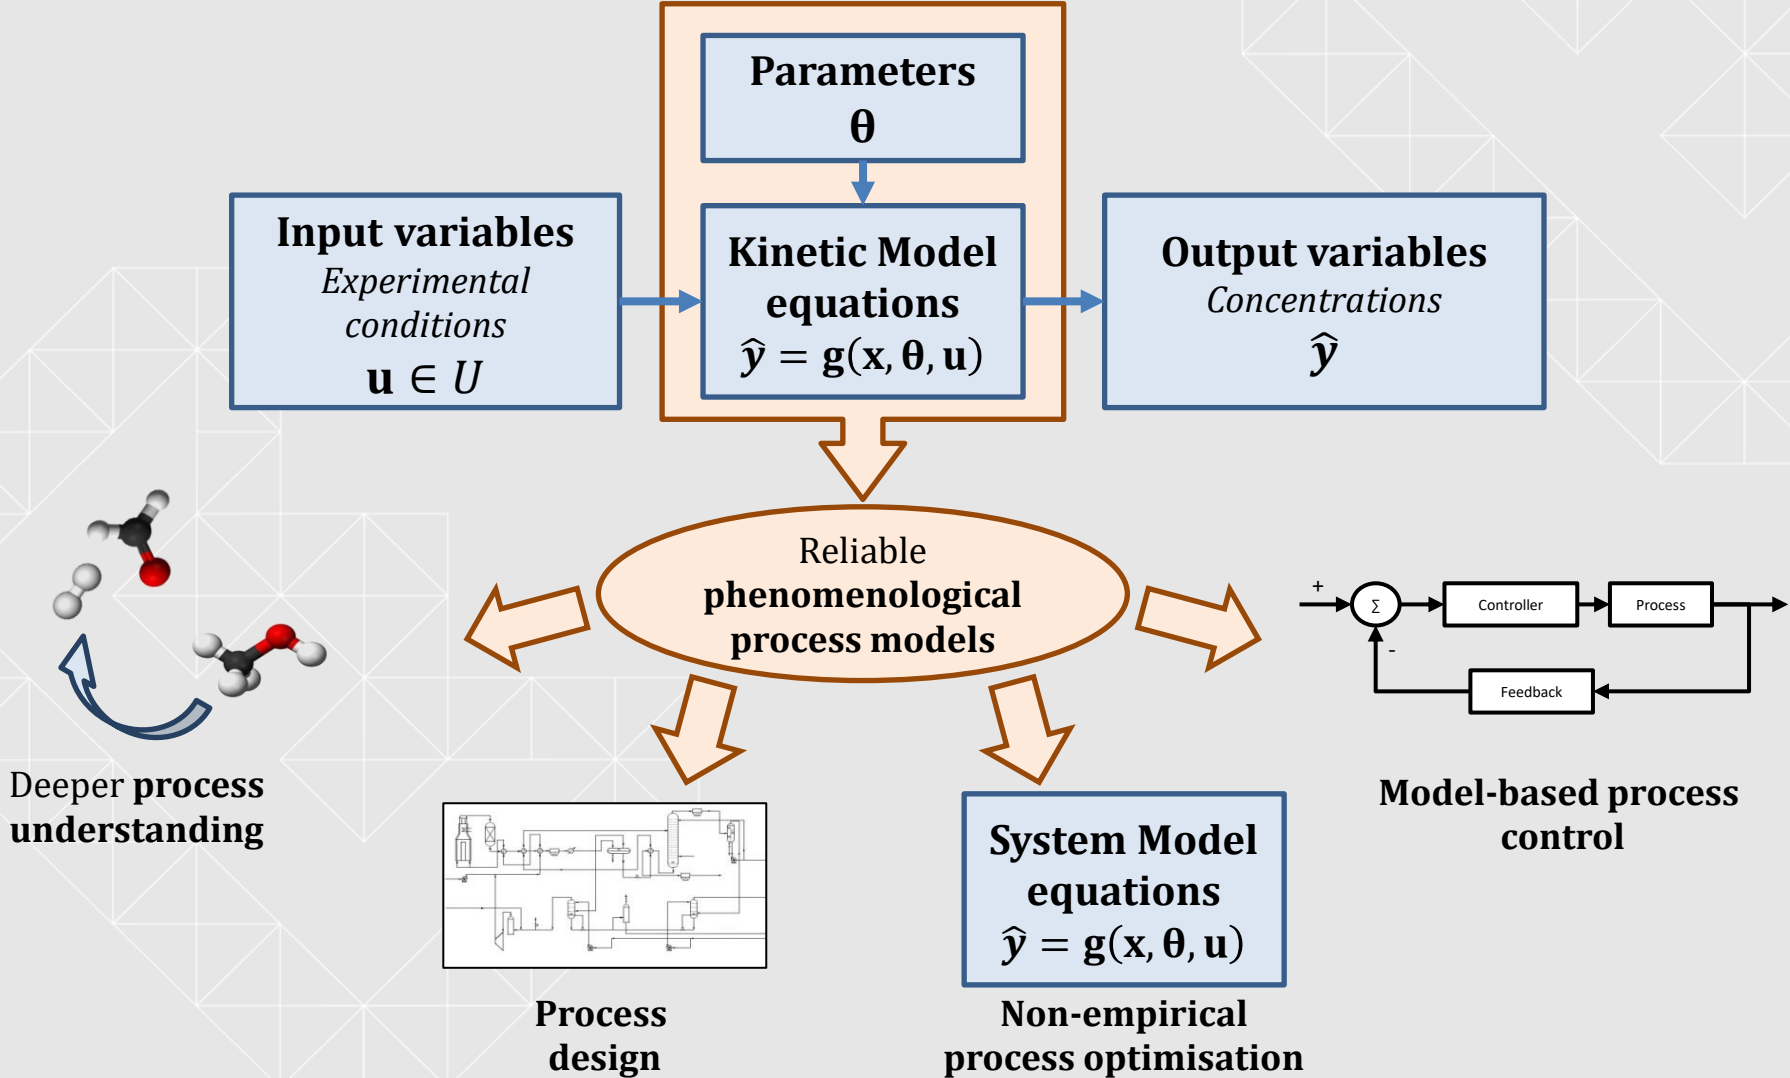 Parameters
θ
Input variables
Experimental
conditions
u ∈ U
Kinetic Model
equations
ŷ = g(x, θ, u)
Output variables
Concentrations
ŷ
Reliable
phenomenological
process models
+
Σ
Controller
Process
-
Feedback
Deeper process
understanding
Model-based process
control
System Model
equations
ŷ = g(x, θ, u)
Process
design
Non-empirical
process optimisation